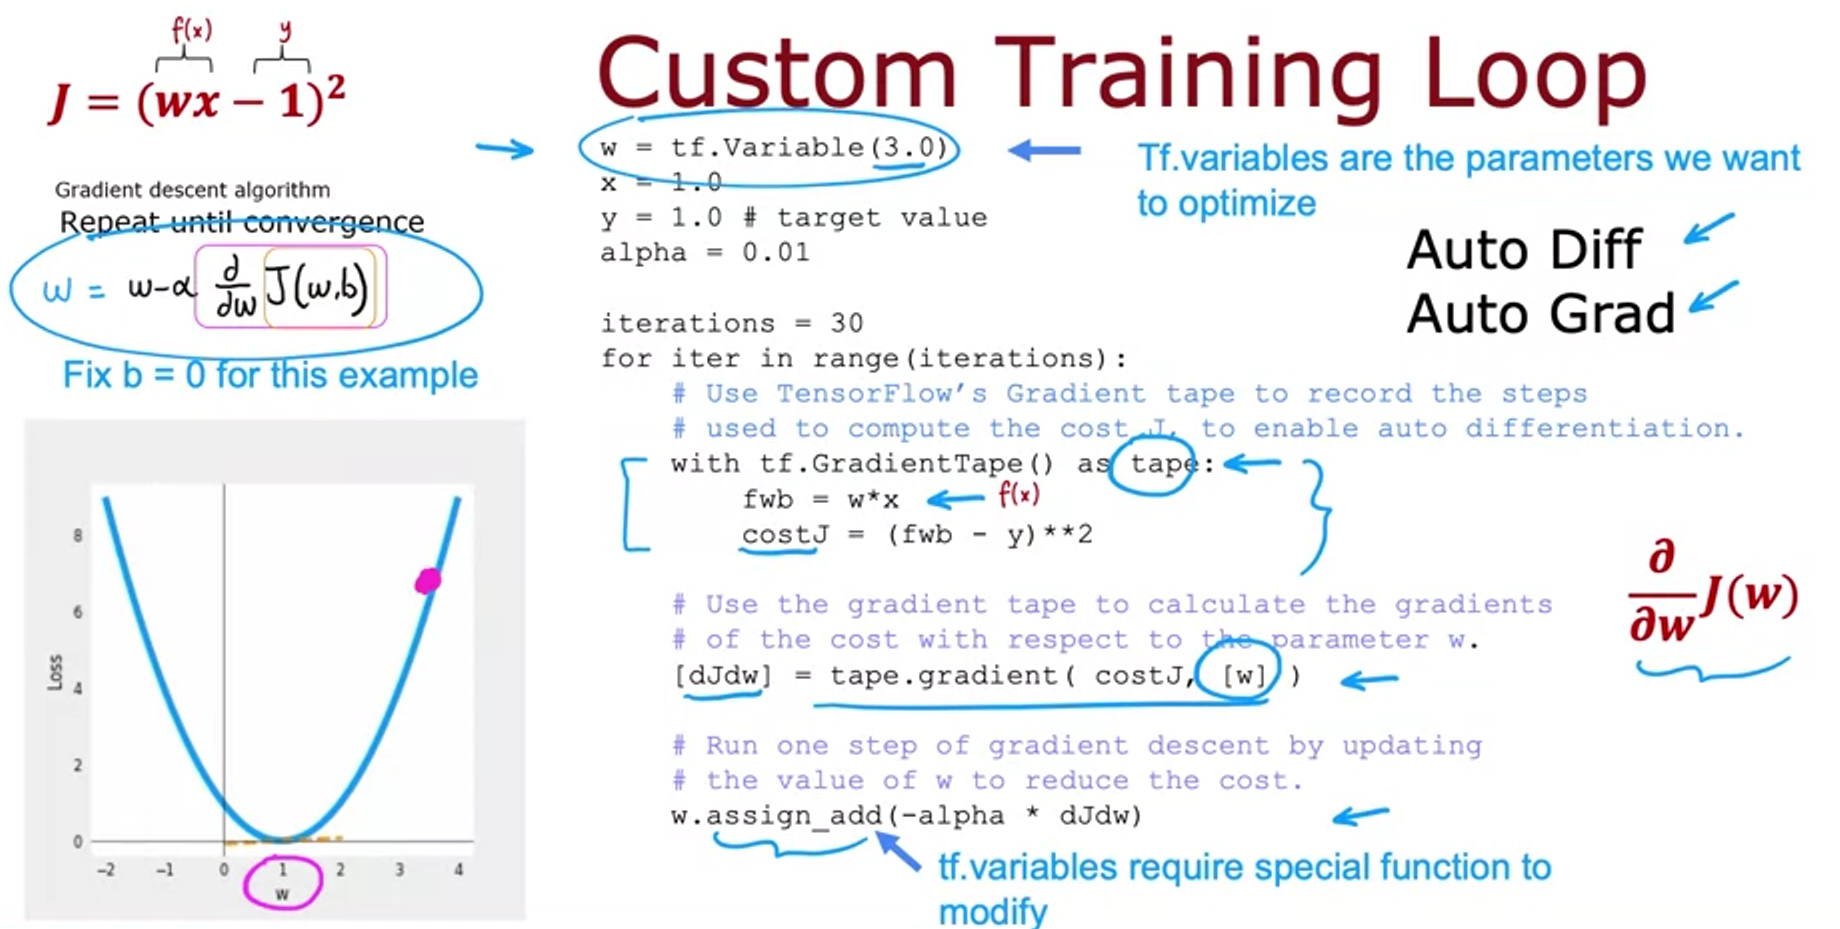 f(x) y
J = (wx − 1)²
Gradient descent algorithm
Repeat until convergence
w = w-α ∂/∂w J(w,b)
Fix b = 0 for this example
8
6
4
2
0
Loss
−2 −1 0 1 2 3 4
w
Custom Training Loop
w = tf.Variable(3.0)
x = 1.0
y = 1.0 # target value
alpha = 0.01
Tf.variables are the parameters we want
to optimize
Auto Diff
Auto Grad
iterations = 30
for iter in range(iterations):
# Use TensorFlow’s Gradient tape to record the steps
# used to compute the cost J, to enable auto differentiation.
with tf.GradientTape() as tape:
fwb = w*x f(x)
costJ = (fwb - y)**2
# Use the gradient tape to calculate the gradients
# of the cost with respect to the parameter w.
[dJdw] = tape.gradient( costJ, [w] )
∂/∂w J(w)
# Run one step of gradient descent by updating
# the value of w to reduce the cost.
w.assign_add(-alpha * dJdw)
tf.variables require special function to
modify